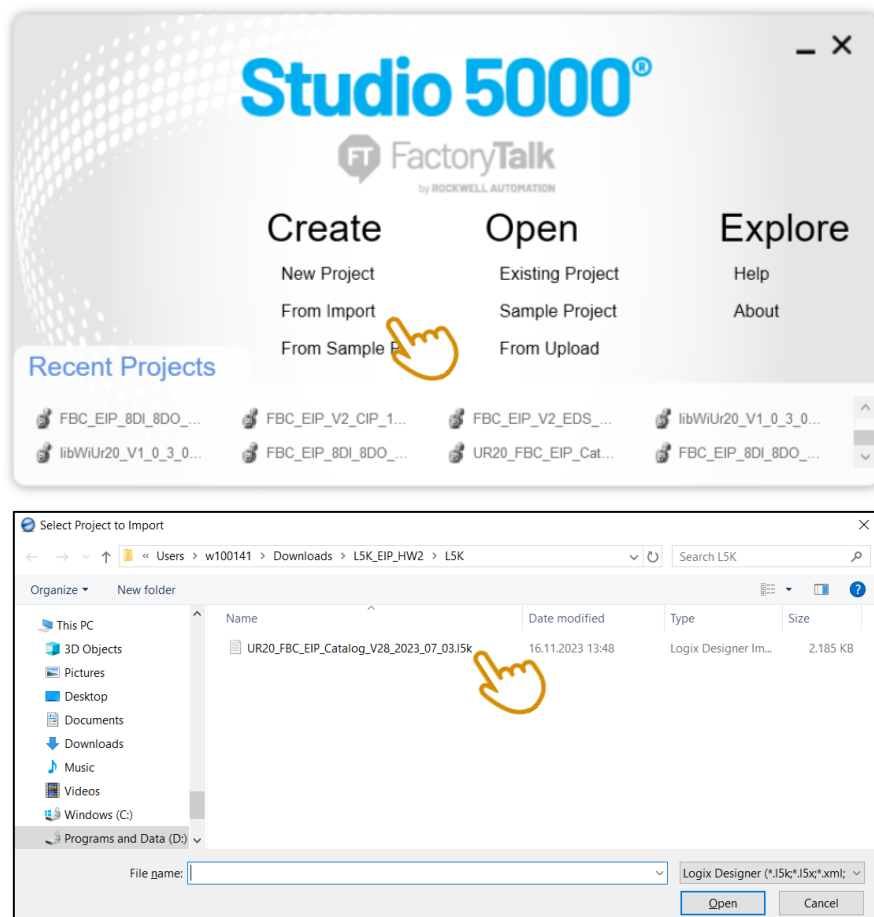 Studio 5000®
FT FactoryTalk
by ROCKWELL AUTOMATION
Create Open Explore
New Project Existing Project Help
From Import Sample Project About
From Sample From Upload
Recent Projects
FBC_EIP_8DI_8DO_... FBC_EIP_V2_CIP_1... FBC_EIP_V2_EDS_... libWiUr20_V1_0_3_0...
libWiUr20_V1_0_3_0... FBC_EIP_8DI_8DO_... UR20_FBC_EIP_Cat... FBC_EIP_8DI_8DO_...
Select Project to Import
« Users > w100141 > Downloads > L5K_EIP_HW2 > L5K Search L5K
Organize New folder
Name Date modified Type Size
This PC
UR20_FBC_EIP_Catalog_V28_2023_07_03.l5k 16.11.2023 13:48 Logix Designer Im... 2.185 KB
3D Objects
Pictures
Desktop
Documents
Downloads
Music
Videos
Windows (C:)
Programs and Data (D:)
File name: Logix Designer (*.l5k;*.l5x;*.xml;
Open Cancel